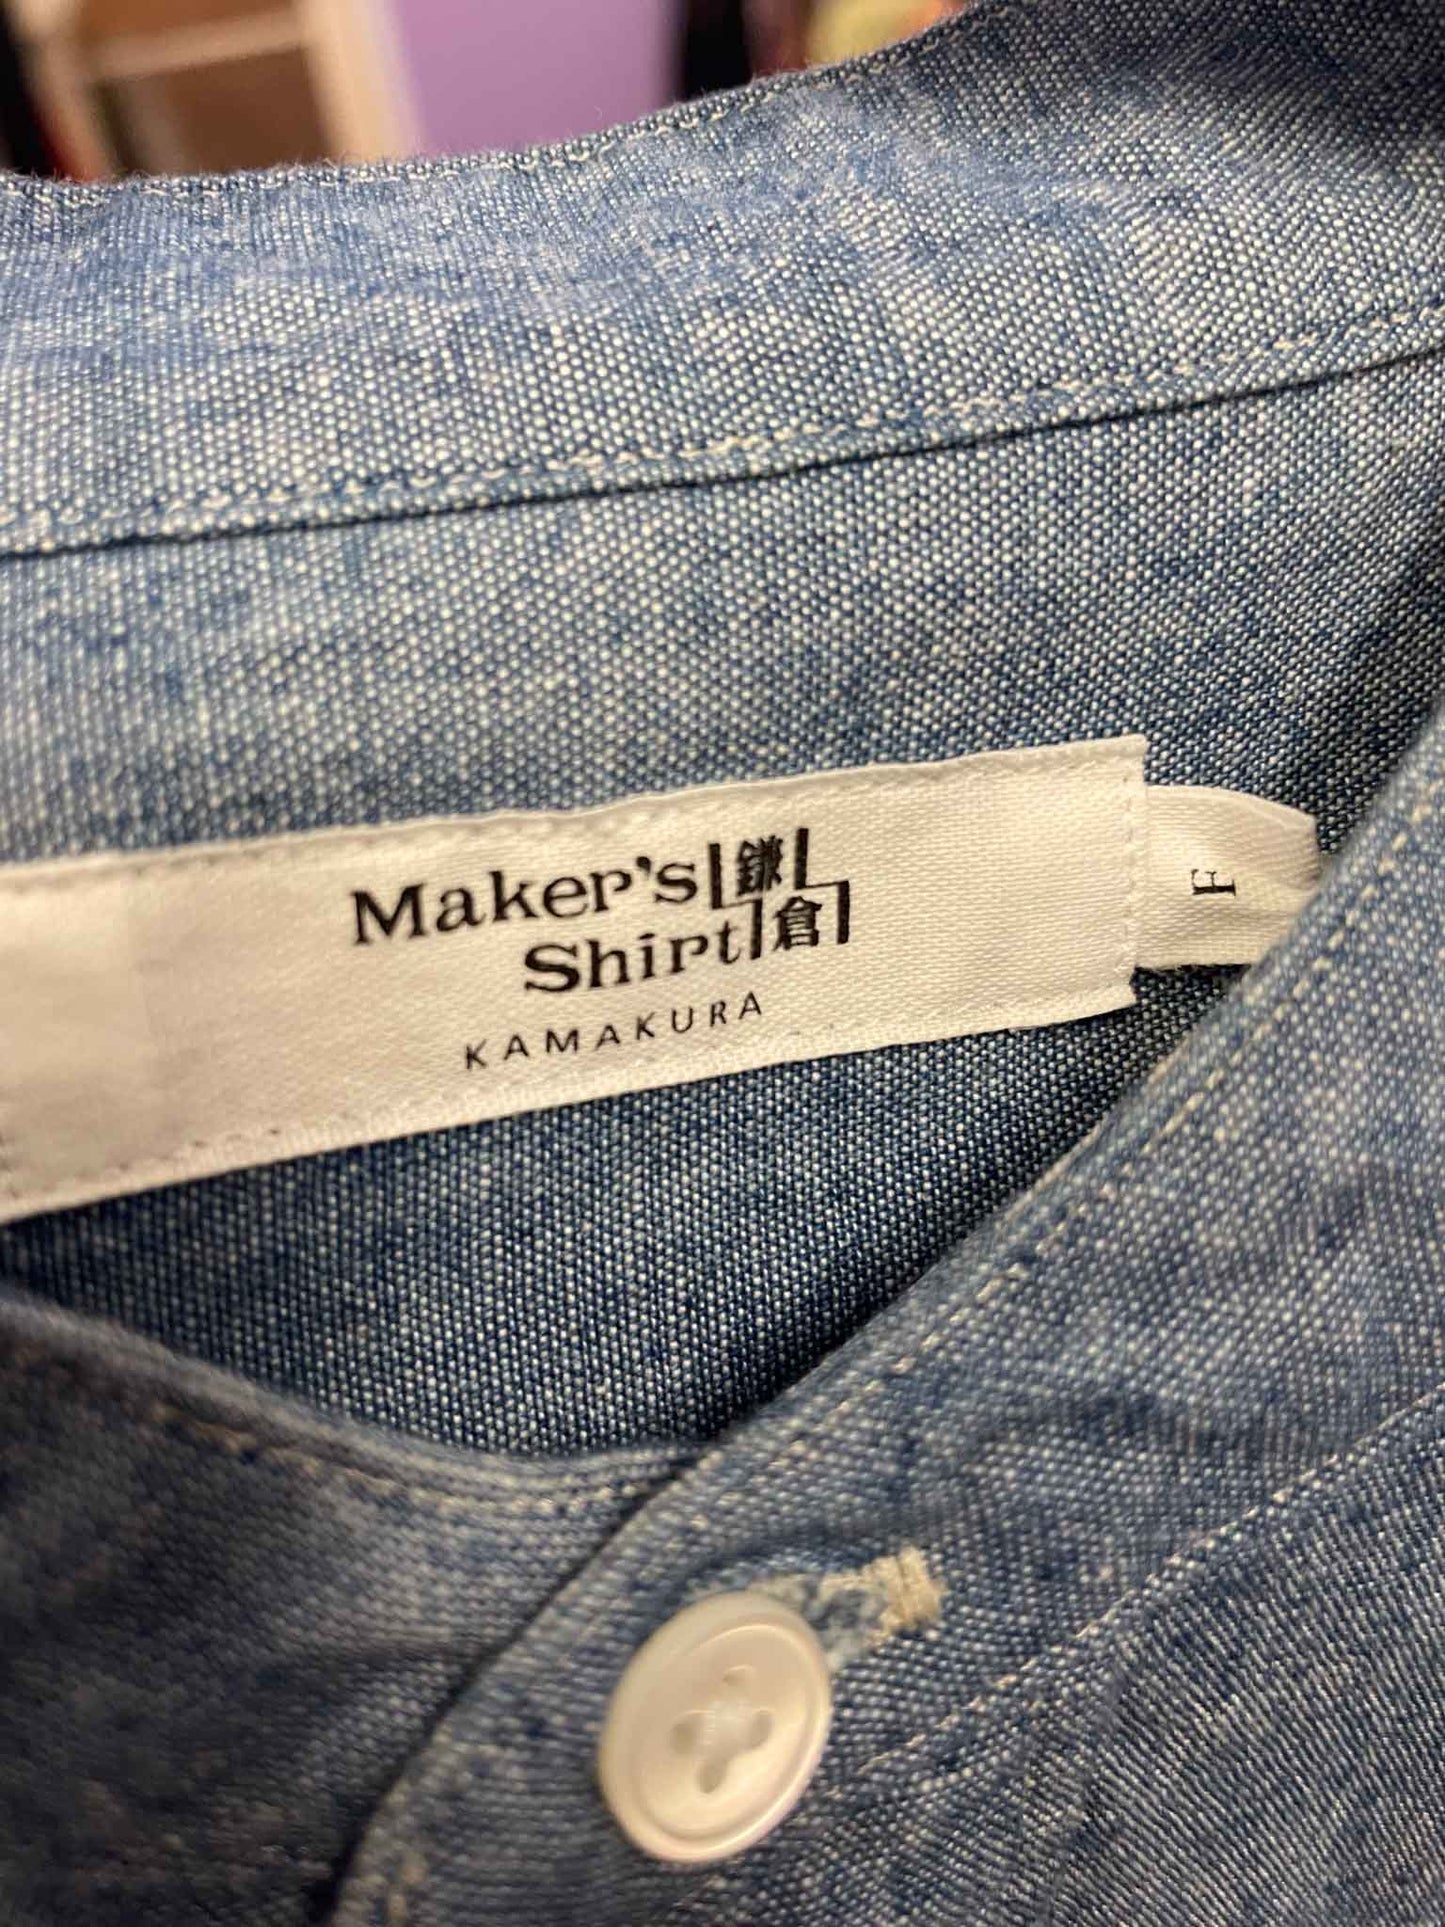 Maker's 鎌
Shirt 倉
KAMAKURA
F